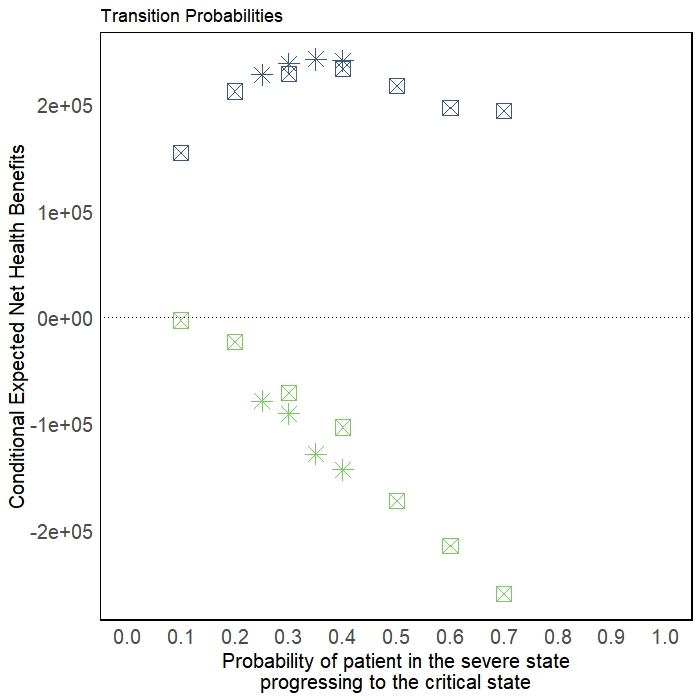 Transition Probabilities
Conditional Expected Net Health Benefits
2e+05
1e+05
0e+00
-1e+05
-2e+05
0.0 0.1 0.2 0.3 0.4 0.5 0.6 0.7 0.8 0.9 1.0
Probability of patient in the severe state
progressing to the critical state